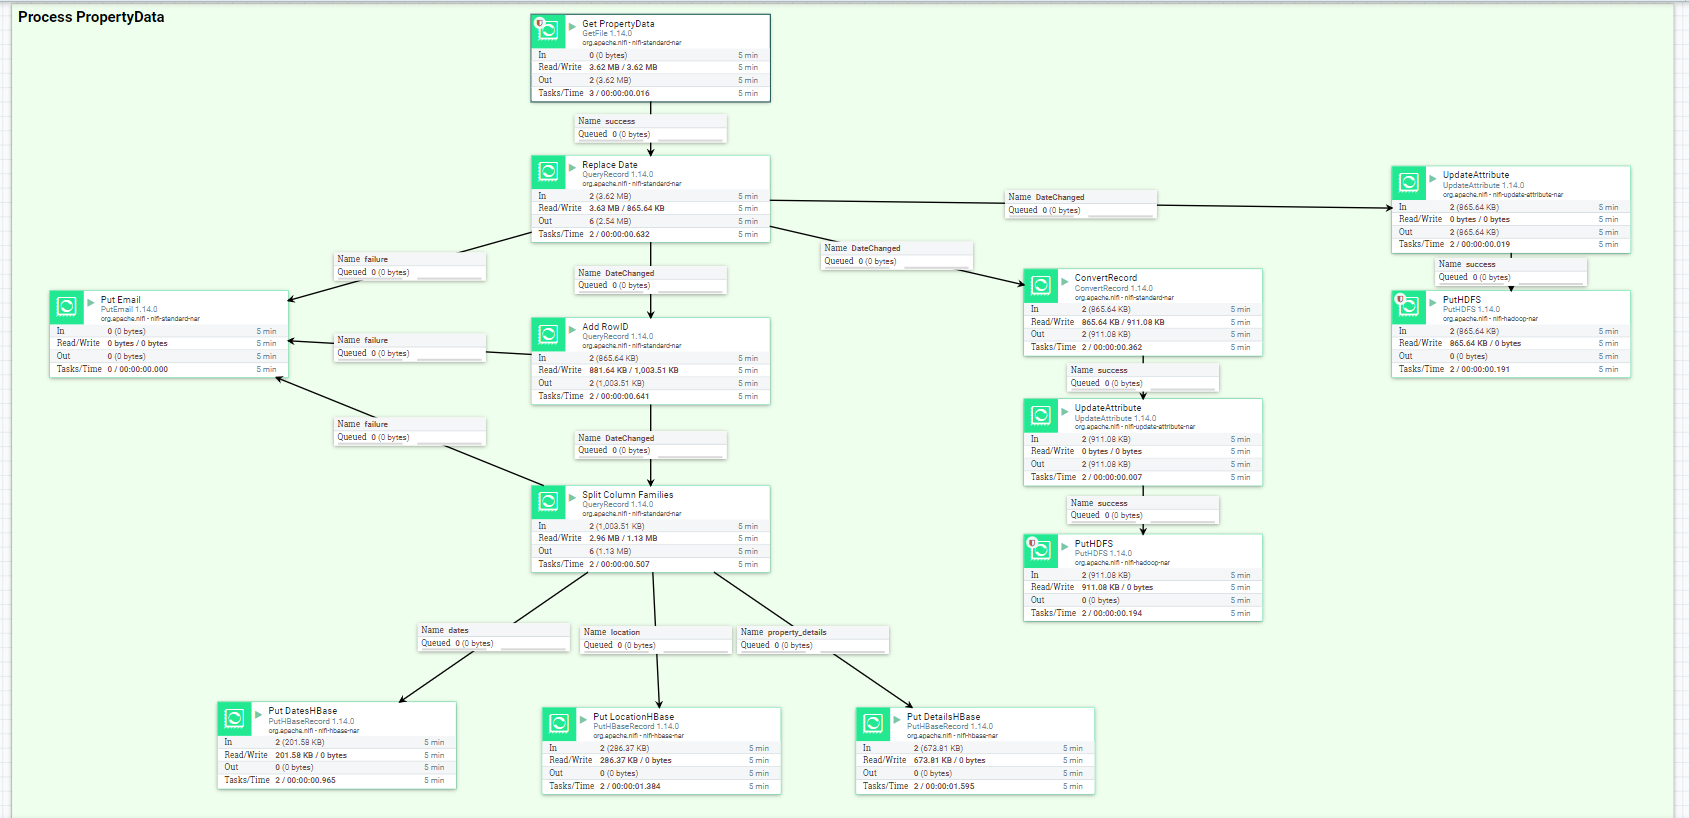 Process PropertyData
Get PropertyData
GetFile 1.14.0
org.apache.nifi - nifi-standard-nar
In 0 (0 bytes) 5 min
Read/Write 3.62 MB / 3.62 MB 5 min
Out 2 (3.62 MB) 5 min
Tasks/Time 3 / 00:00:00.016 5 min
Name success
Queued 0 (0 bytes)
Replace Date
QueryRecord 1.14.0
org.apache.nifi - nifi-standard-nar
In 2 (3.62 MB) 5 min
Read/Write 3.63 MB / 865.64 KB 5 min
Out 6 (2.54 MB) 5 min
Tasks/Time 2 / 00:00:00.632 5 min
Name DateChanged
Queued 0 (0 bytes)
UpdateAttribute
UpdateAttribute 1.14.0
org.apache.nifi - nifi-update-attribute-nar
In 2 (865.64 KB) 5 min
Read/Write 0 bytes / 0 bytes 5 min
Out 2 (865.64 KB) 5 min
Tasks/Time 2 / 00:00:00.019 5 min
Name success
Queued 0 (0 bytes)
PutHDFS
PutHDFS 1.14.0
org.apache.nifi - nifi-hadoop-nar
In 2 (865.64 KB) 5 min
Read/Write 865.64 KB / 0 bytes 5 min
Out 0 (0 bytes) 5 min
Tasks/Time 2 / 00:00:00.191 5 min
Name DateChanged
Queued 0 (0 bytes)
ConvertRecord
ConvertRecord 1.14.0
org.apache.nifi - nifi-standard-nar
In 2 (865.64 KB) 5 min
Read/Write 865.64 KB / 911.08 KB 5 min
Out 2 (911.08 KB) 5 min
Tasks/Time 2 / 00:00:00.362 5 min
Name success
Queued 0 (0 bytes)
UpdateAttribute
UpdateAttribute 1.14.0
org.apache.nifi - nifi-update-attribute-nar
In 2 (911.08 KB) 5 min
Read/Write 0 bytes / 0 bytes 5 min
Out 2 (911.08 KB) 5 min
Tasks/Time 2 / 00:00:00.007 5 min
Name success
Queued 0 (0 bytes)
PutHDFS
PutHDFS 1.14.0
org.apache.nifi - nifi-hadoop-nar
In 2 (911.08 KB) 5 min
Read/Write 911.08 KB / 0 bytes 5 min
Out 0 (0 bytes) 5 min
Tasks/Time 2 / 00:00:00.194 5 min
Name failure
Queued 0 (0 bytes)
Name DateChanged
Queued 0 (0 bytes)
Put Email
PutEmail 1.14.0
org.apache.nifi - nifi-standard-nar
In 0 (0 bytes) 5 min
Read/Write 0 bytes / 0 bytes 5 min
Out 0 (0 bytes) 5 min
Tasks/Time 0 / 00:00:00.000 5 min
Name failure
Queued 0 (0 bytes)
Add RowID
QueryRecord 1.14.0
org.apache.nifi - nifi-standard-nar
In 2 (865.64 KB) 5 min
Read/Write 881.64 KB / 1,003.51 KB 5 min
Out 2 (1,003.51 KB) 5 min
Tasks/Time 2 / 00:00:00.641 5 min
Name failure
Queued 0 (0 bytes)
Name DateChanged
Queued 0 (0 bytes)
Split Column Families
QueryRecord 1.14.0
org.apache.nifi - nifi-standard-nar
In 2 (1,003.51 KB) 5 min
Read/Write 2.96 MB / 1.13 MB 5 min
Out 6 (1.13 MB) 5 min
Tasks/Time 2 / 00:00:00.507 5 min
Name dates
Queued 0 (0 bytes)
Name location
Queued 0 (0 bytes)
Name property_details
Queued 0 (0 bytes)
Put DatesHBase
PutHBaseRecord 1.14.0
org.apache.nifi - nifi-hbase-nar
In 2 (201.58 KB) 5 min
Read/Write 201.58 KB / 0 bytes 5 min
Out 0 (0 bytes) 5 min
Tasks/Time 2 / 00:00:00.965 5 min
Put LocationHBase
PutHBaseRecord 1.14.0
org.apache.nifi - nifi-hbase-nar
In 2 (286.37 KB) 5 min
Read/Write 286.37 KB / 0 bytes 5 min
Out 0 (0 bytes) 5 min
Tasks/Time 2 / 00:00:01.384 5 min
Put DetailsHBase
PutHBaseRecord 1.14.0
org.apache.nifi - nifi-hbase-nar
In 2 (673.81 KB) 5 min
Read/Write 673.81 KB / 0 bytes 5 min
Out 0 (0 bytes) 5 min
Tasks/Time 2 / 00:00:01.595 5 min